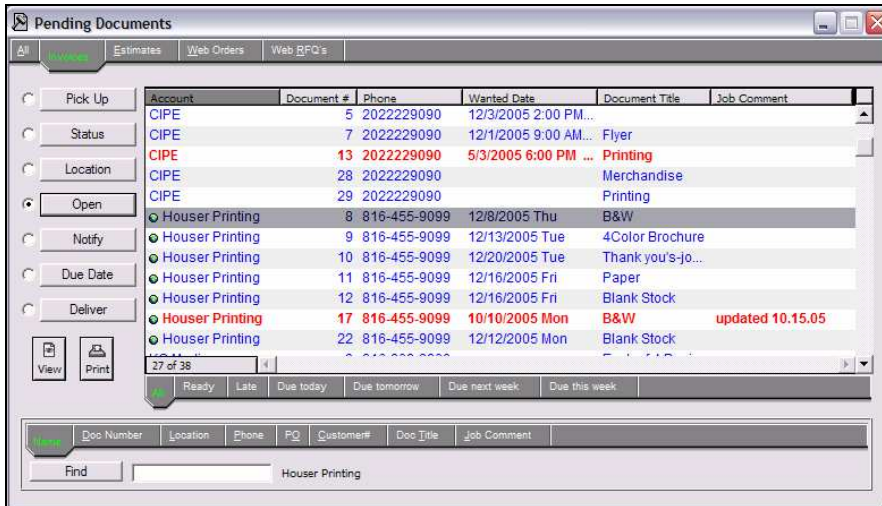 Pending Documents
All Invoices Estimates Web Orders Web RFQ's
Pick Up
Status
Location
Open
Notify
Due Date
Deliver
View Print
Account Document # Phone Wanted Date Document Title Job Comment
CIPE 5 2022229090 12/3/2005 2:00 PM...
CIPE 7 2022229090 12/1/2005 9:00 AM... Flyer
CIPE 13 2022229090 5/3/2005 6:00 PM ... Printing
CIPE 28 2022229090 Merchandise
CIPE 29 2022229090 Printing
Houser Printing 8 816-455-9099 12/8/2005 Thu B&W
Houser Printing 9 816-455-9099 12/13/2005 Tue 4Color Brochure
Houser Printing 10 816-455-9099 12/20/2005 Tue Thank you's-jo...
Houser Printing 11 816-455-9099 12/16/2005 Fri Paper
Houser Printing 12 816-455-9099 12/16/2005 Fri Blank Stock
Houser Printing 17 816-455-9099 10/10/2005 Mon B&W updated 10.15.05
Houser Printing 22 816-455-9099 12/12/2005 Mon Blank Stock
27 of 38
All Ready Late Due today Due tomorrow Due next week Due this week
Name Doc Number Location Phone PO Customer# Doc Title Job Comment
Find Houser Printing